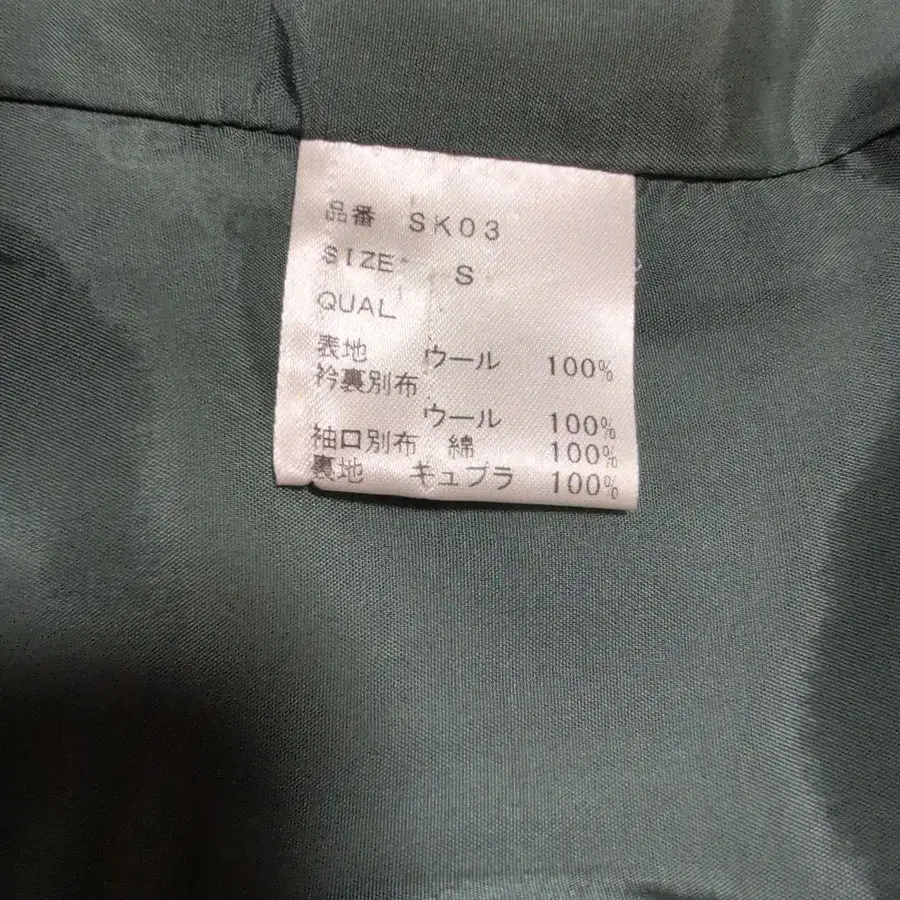 品番 SK03
SIZE S
QUAL
表地 ウール 100%
衿裏別布
ウール 100%
袖口別布 綿 100%
裏地 キュプラ 100%